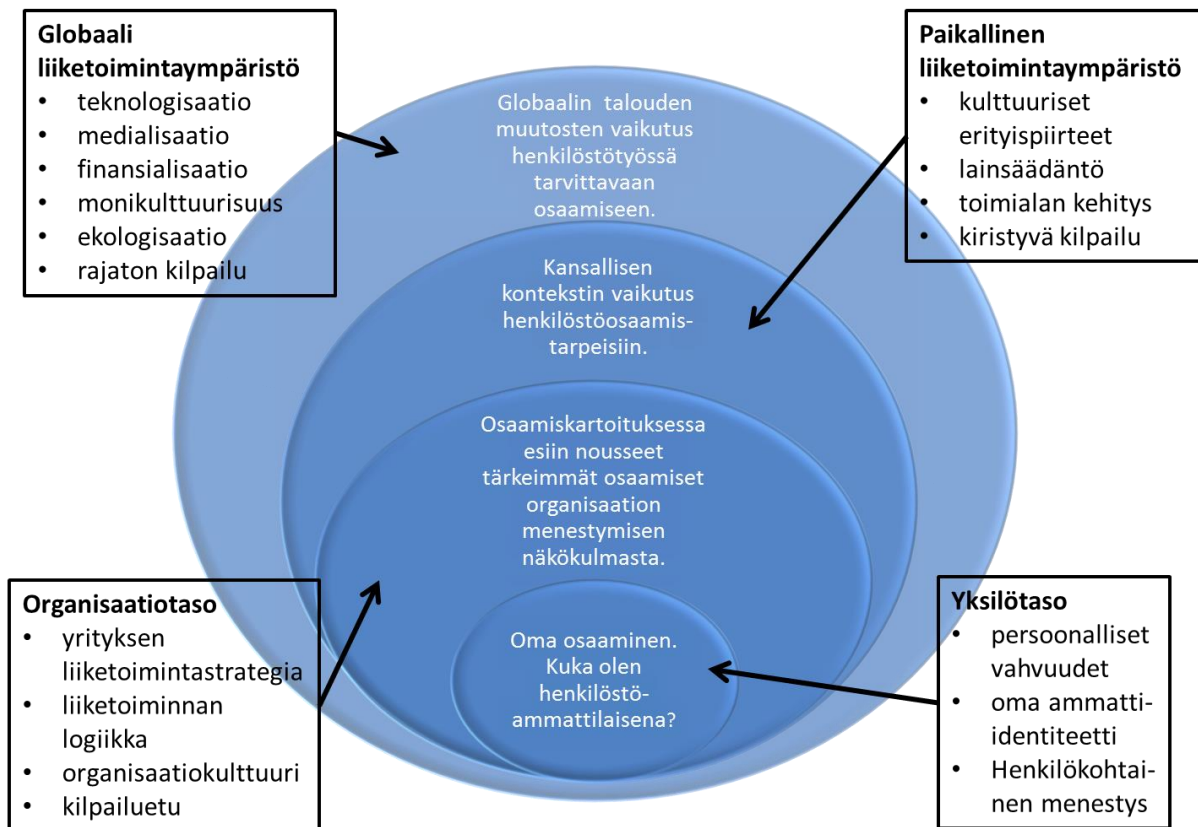 Globaali
liiketoimintaympäristö
• teknologisaatio
• medialisaatio
• finansialisaatio
• monikulttuurisuus
• ekologisaatio
• rajaton kilpailu
Paikallinen
liiketoimintaympäristö
• kulttuuriset
erityispiirteet
• lainsäädäntö
• toimialan kehitys
• kiristyvä kilpailu
Globaalin talouden
muutosten vaikutus
henkilöstötyössä
tarvittavaan
osaamiseen.
Kansallisen
kontekstin vaikutus
henkilöstöosaamis-
tarpeisiin.
Osaamiskartoituksessa
esiin nousseet
tärkeimmät osaamiset
organisaation
menestymisen
näkökulmasta.
Oma osaaminen.
Kuka olen
henkilöstö-
ammattilaisena?
Organisaatiotaso
• yrityksen
liiketoimintastrategia
• liiketoiminnan
logiikka
• organisaatiokulttuuri
• kilpailuetu
Yksilötaso
• persoonalliset
vahvuudet
• oma ammatti-
identiteetti
• Henkilökohtai-
nen menestys